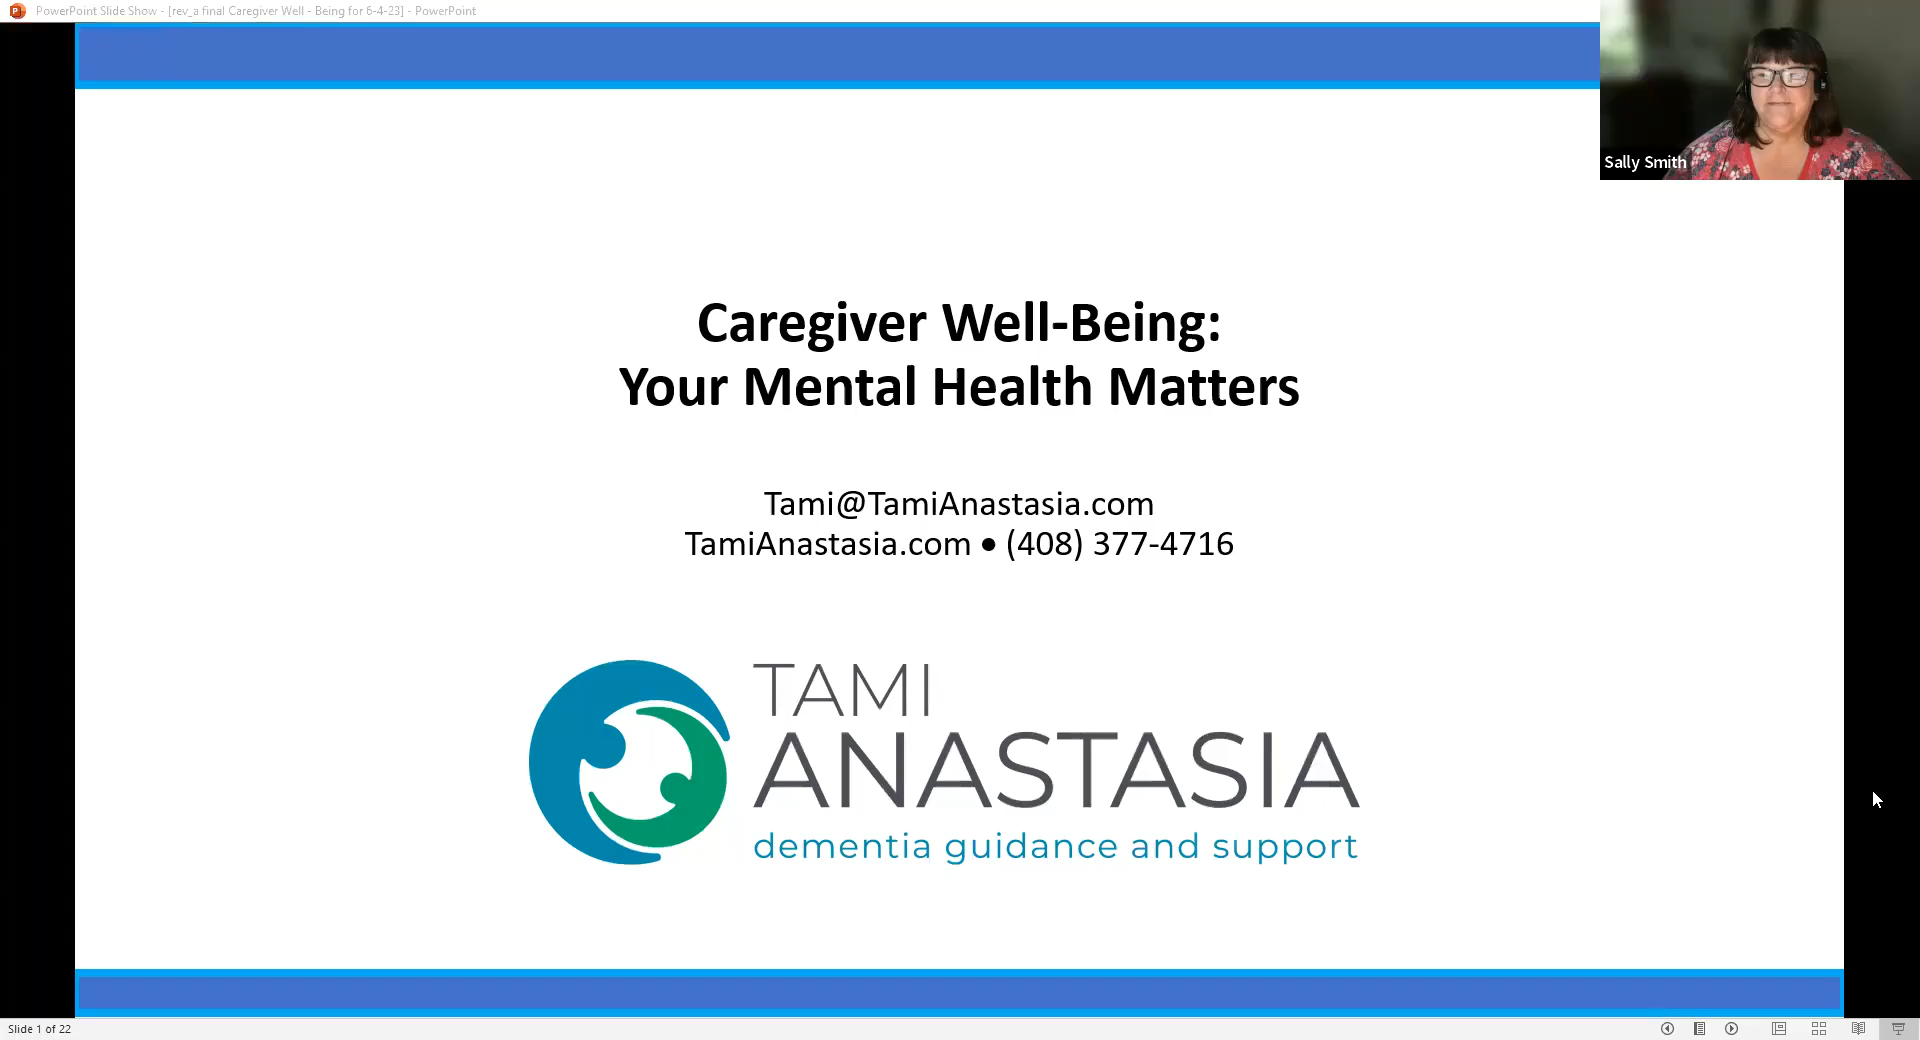 PowerPoint Slide Show - [rev_a final Caregiver Well - Being for 6-4-23] - PowerPoint
Sally Smith
Caregiver Well-Being:
Your Mental Health Matters
Tami@TamiAnastasia.com
TamiAnastasia.com • (408) 377-4716
TAMI
ANASTASIA
dementia guidance and support
Slide 1 of 22